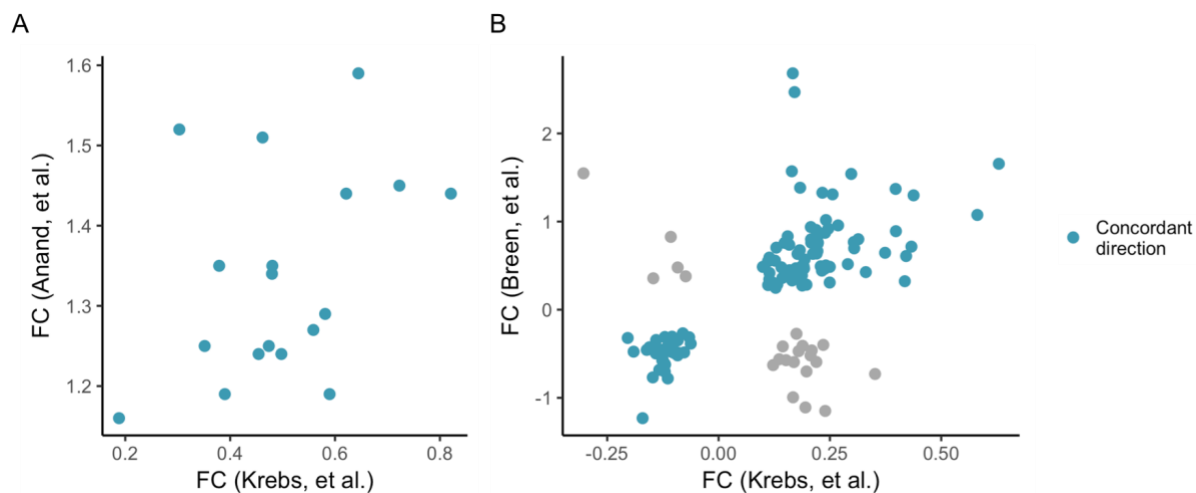 A
B
FC (Anand, et al.)
1.6
1.5
1.4
1.3
1.2
0.2
0.4
0.6
0.8
FC (Krebs, et al.)
FC (Breen, et al.)
2
1
0
-1
-0.25
0.00
0.25
0.50
FC (Krebs, et al.)
Concordant
direction